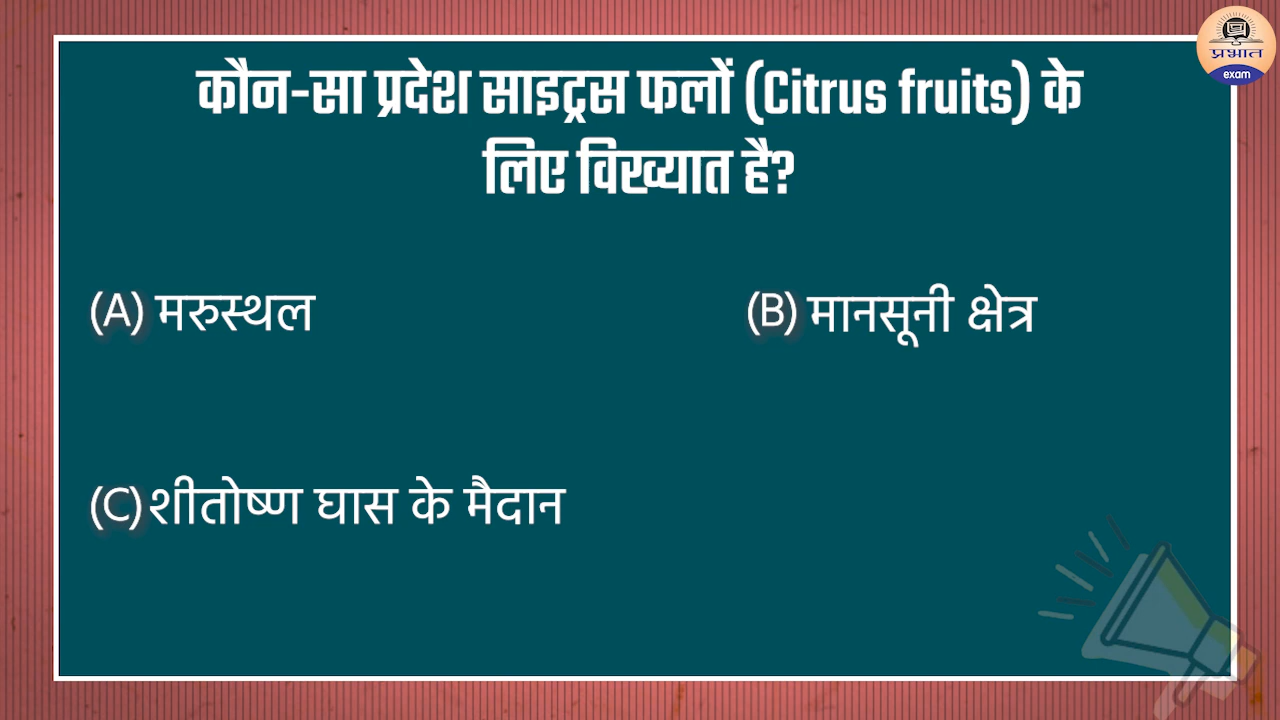 प्रभात
exam
कौन-सा प्रदेश साइट्रस फलों (Citrus fruits) के
लिए विख्यात है?
(A) मरुस्थल
(B) मानसूनी क्षेत्र
(C) शीतोष्ण घास के मैदान